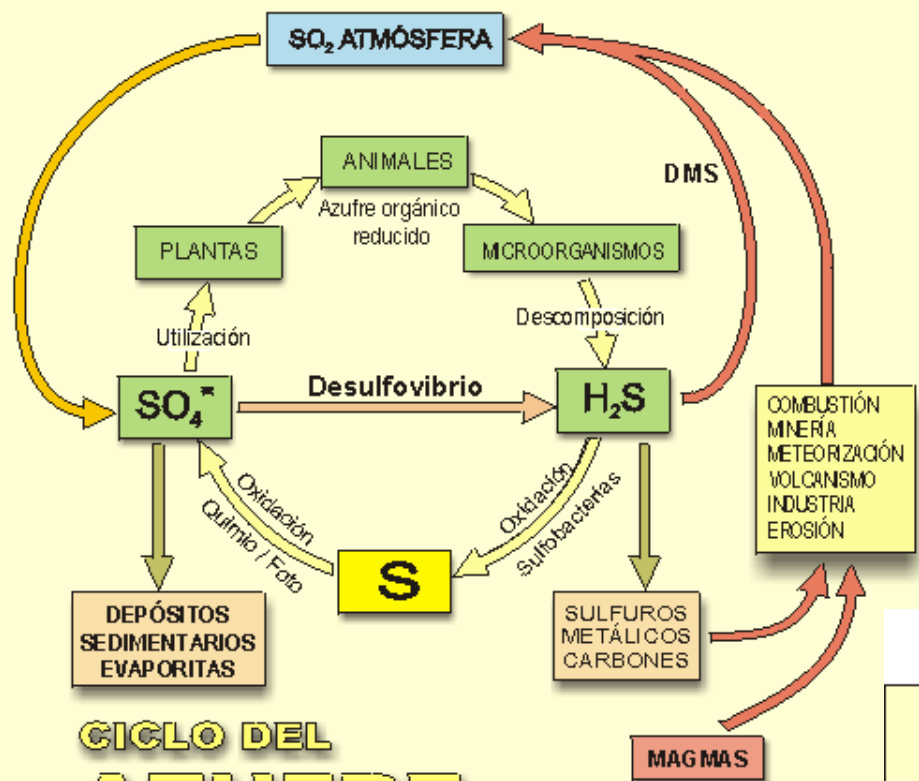 SO₂ ATMÓSFERA
ANIMALES
DMS
Azufre orgánico
reducido
PLANTAS
MICROORGANISMOS
Utilización
Descomposición
SO₄⁼
Desulfovibrio
H₂S
COMBUSTIÓN
MINERÍA
METEORIZACIÓN
VOLCANISMO
INDUSTRIA
EROSIÓN
Oxidación
Quimio / Foto
Oxidación
Sulfobacterias
S
DEPÓSITOS
SEDIMENTARIOS
EVAPORITAS
SULFUROS
METÁLICOS
CARBONES
CICLO DEL
AZUFRE
MAGMAS